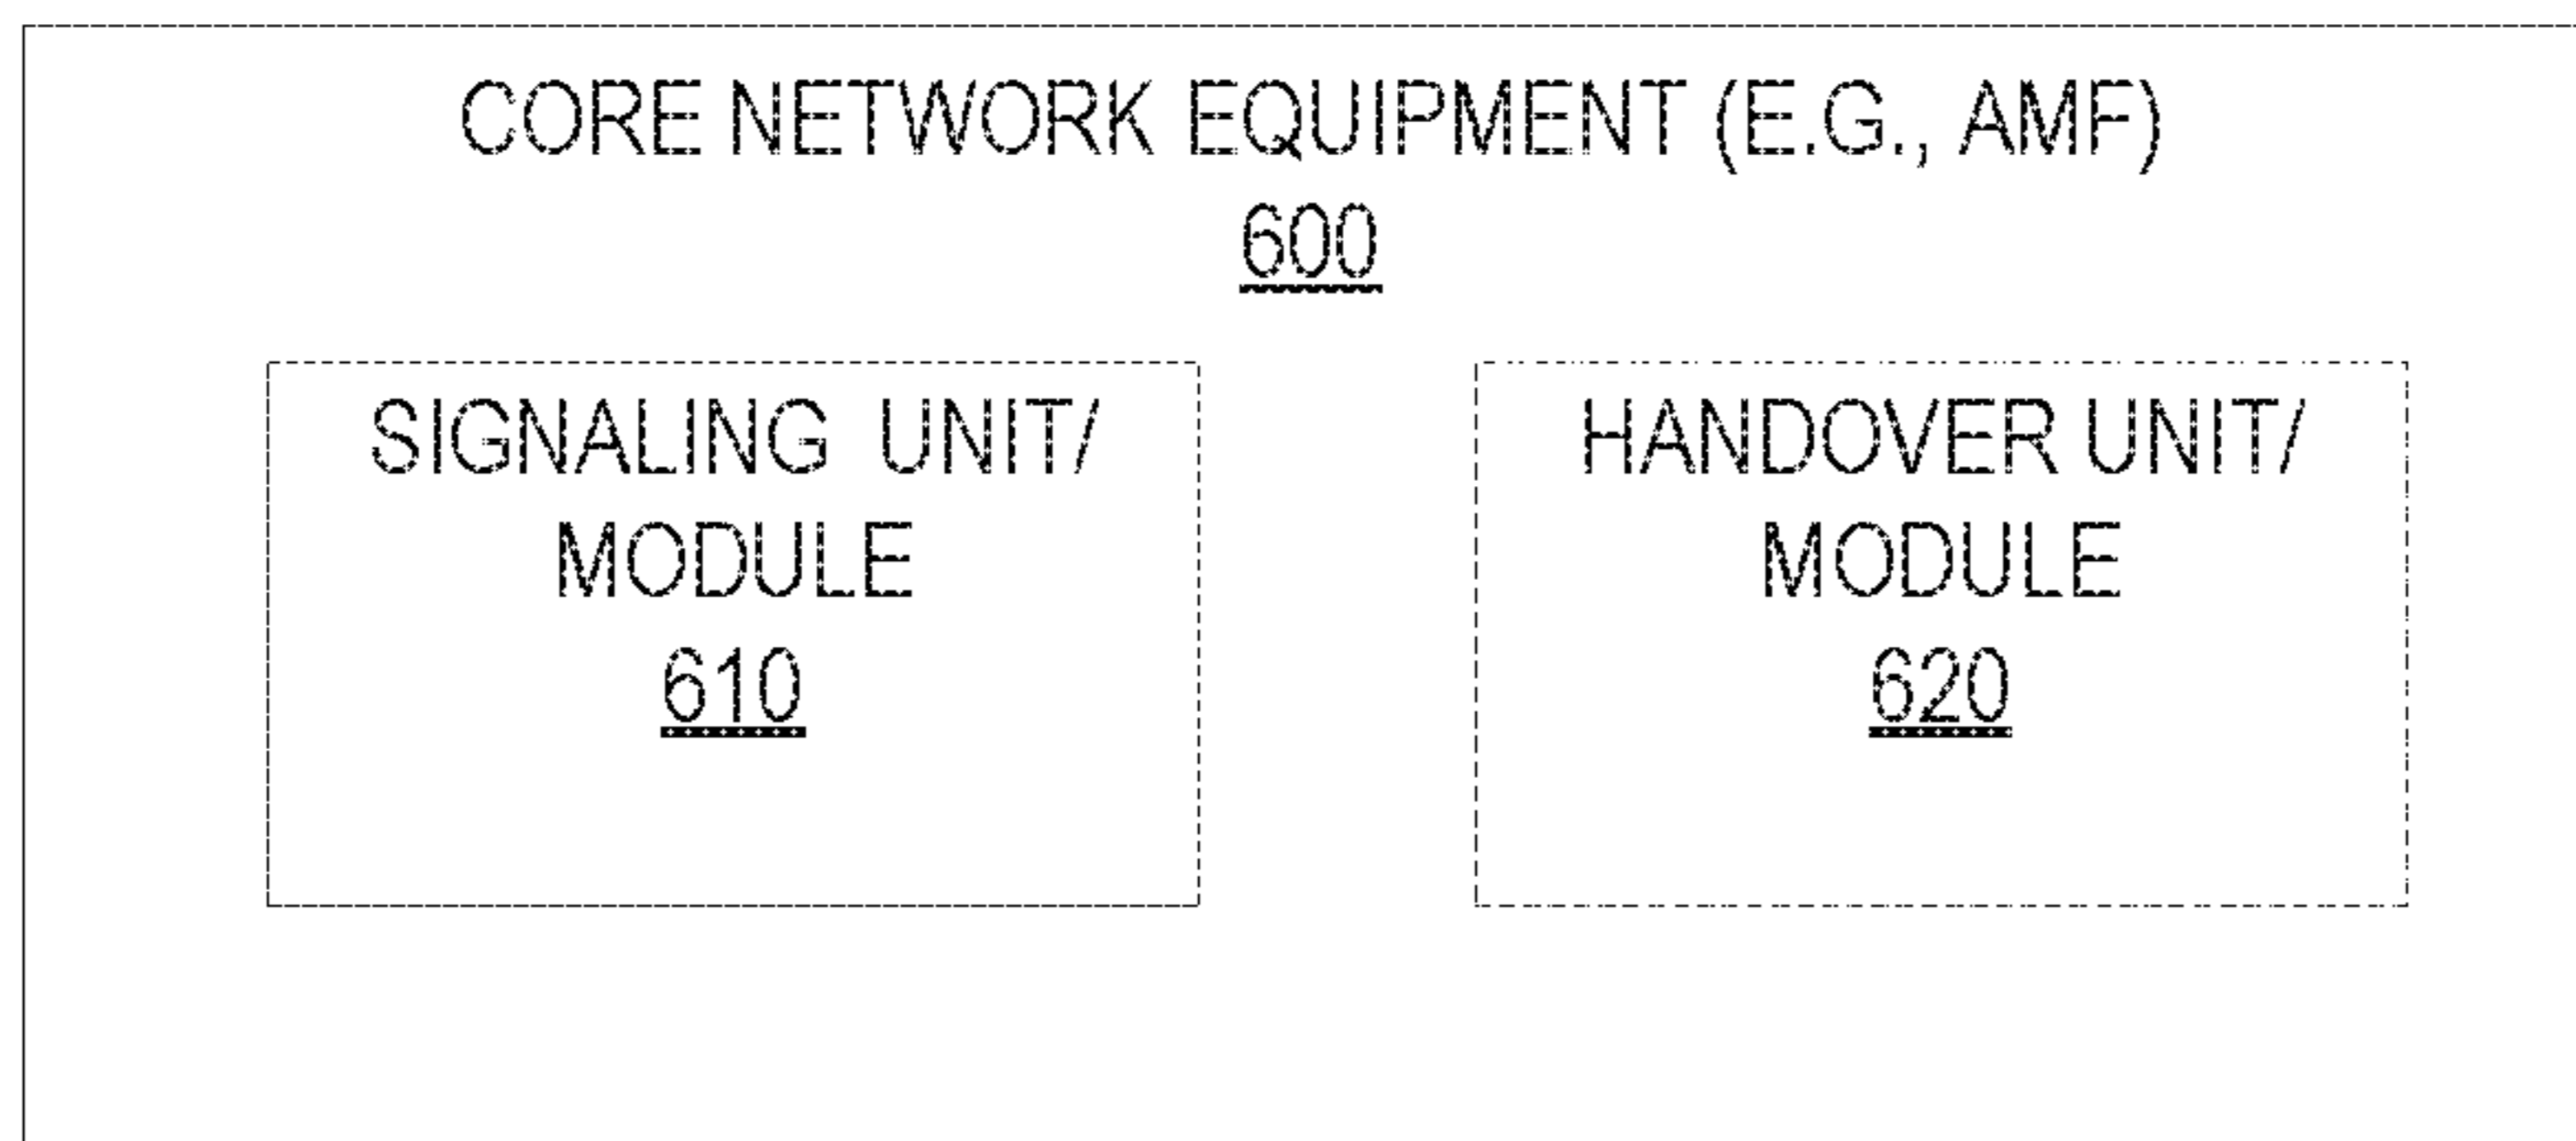 CORE NETWORK EQUIPMENT (E.G., AMF)
600
SIGNALING UNIT/
MODULE
610
HANDOVER UNIT/
MODULE
620